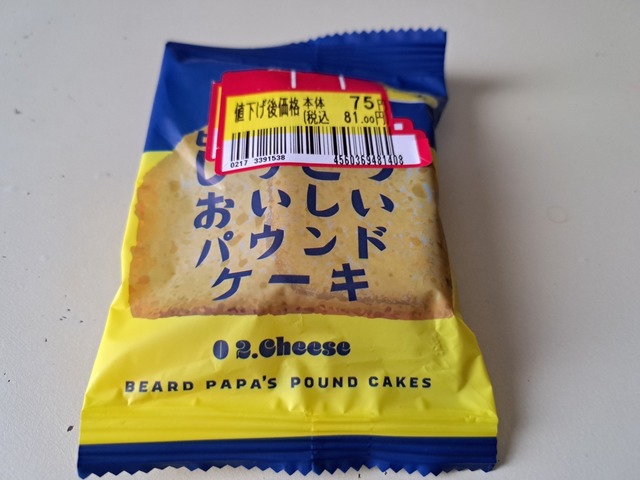 値下げ後価格 本体 75円
(税込 81.00円
0217 3391538
4560369401408
おいしい
パウンド
ケーキ
02.Cheese
BEARD PAPA'S POUND CAKES